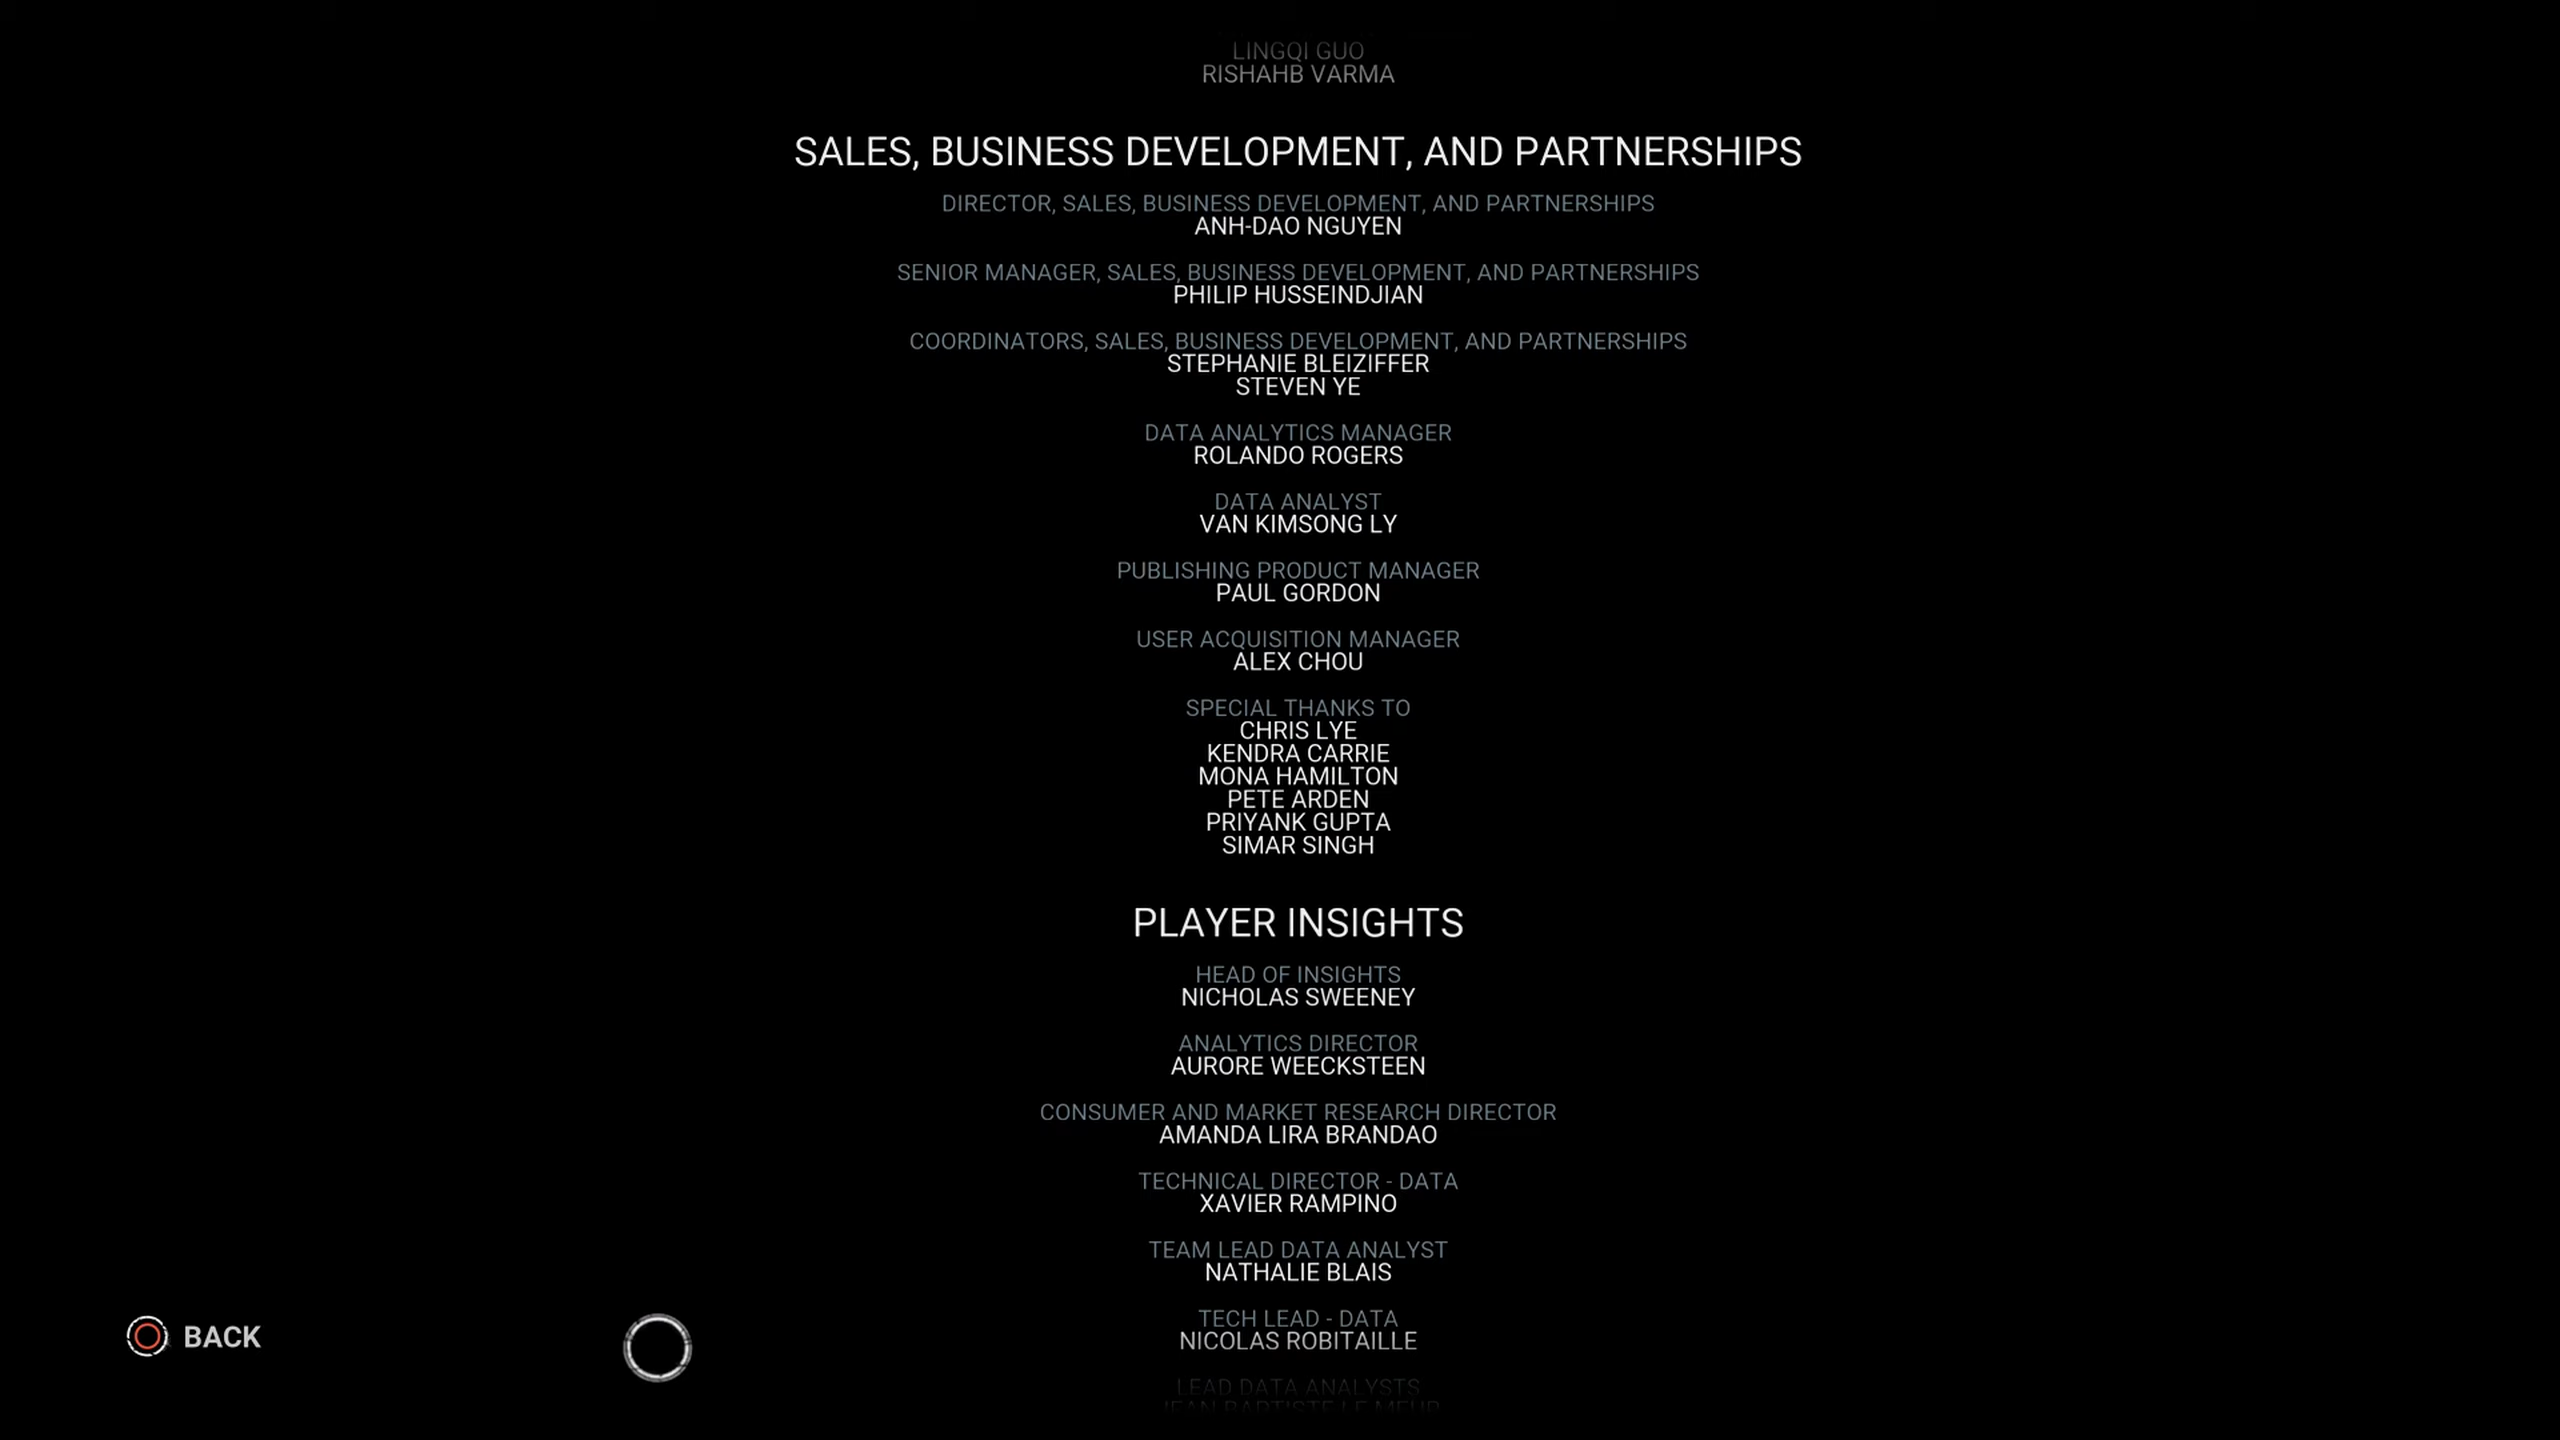 LINGQI GUO
RISHAHB VARMA
SALES, BUSINESS DEVELOPMENT, AND PARTNERSHIPS
DIRECTOR, SALES, BUSINESS DEVELOPMENT, AND PARTNERSHIPS
ANH-DAO NGUYEN
SENIOR MANAGER, SALES, BUSINESS DEVELOPMENT, AND PARTNERSHIPS
PHILIP HUSSEINDJIAN
COORDINATORS, SALES, BUSINESS DEVELOPMENT, AND PARTNERSHIPS
STEPHANIE BLEIZIFFER
STEVEN YE
DATA ANALYTICS MANAGER
ROLANDO ROGERS
DATA ANALYST
VAN KIMSONG LY
PUBLISHING PRODUCT MANAGER
PAUL GORDON
USER ACQUISITION MANAGER
ALEX CHOU
SPECIAL THANKS TO
CHRIS LYE
KENDRA CARRIE
MONA HAMILTON
PETE ARDEN
PRIYANK GUPTA
SIMAR SINGH
PLAYER INSIGHTS
HEAD OF INSIGHTS
NICHOLAS SWEENEY
ANALYTICS DIRECTOR
AURORE WEECKSTEEN
CONSUMER AND MARKET RESEARCH DIRECTOR
AMANDA LIRA BRANDAO
TECHNICAL DIRECTOR - DATA
XAVIER RAMPINO
TEAM LEAD DATA ANALYST
NATHALIE BLAIS
TECH LEAD - DATA
NICOLAS ROBITAILLE
LEAD DATA ANALYSTS
JEAN BAPTISTE LE MEUR
BACK